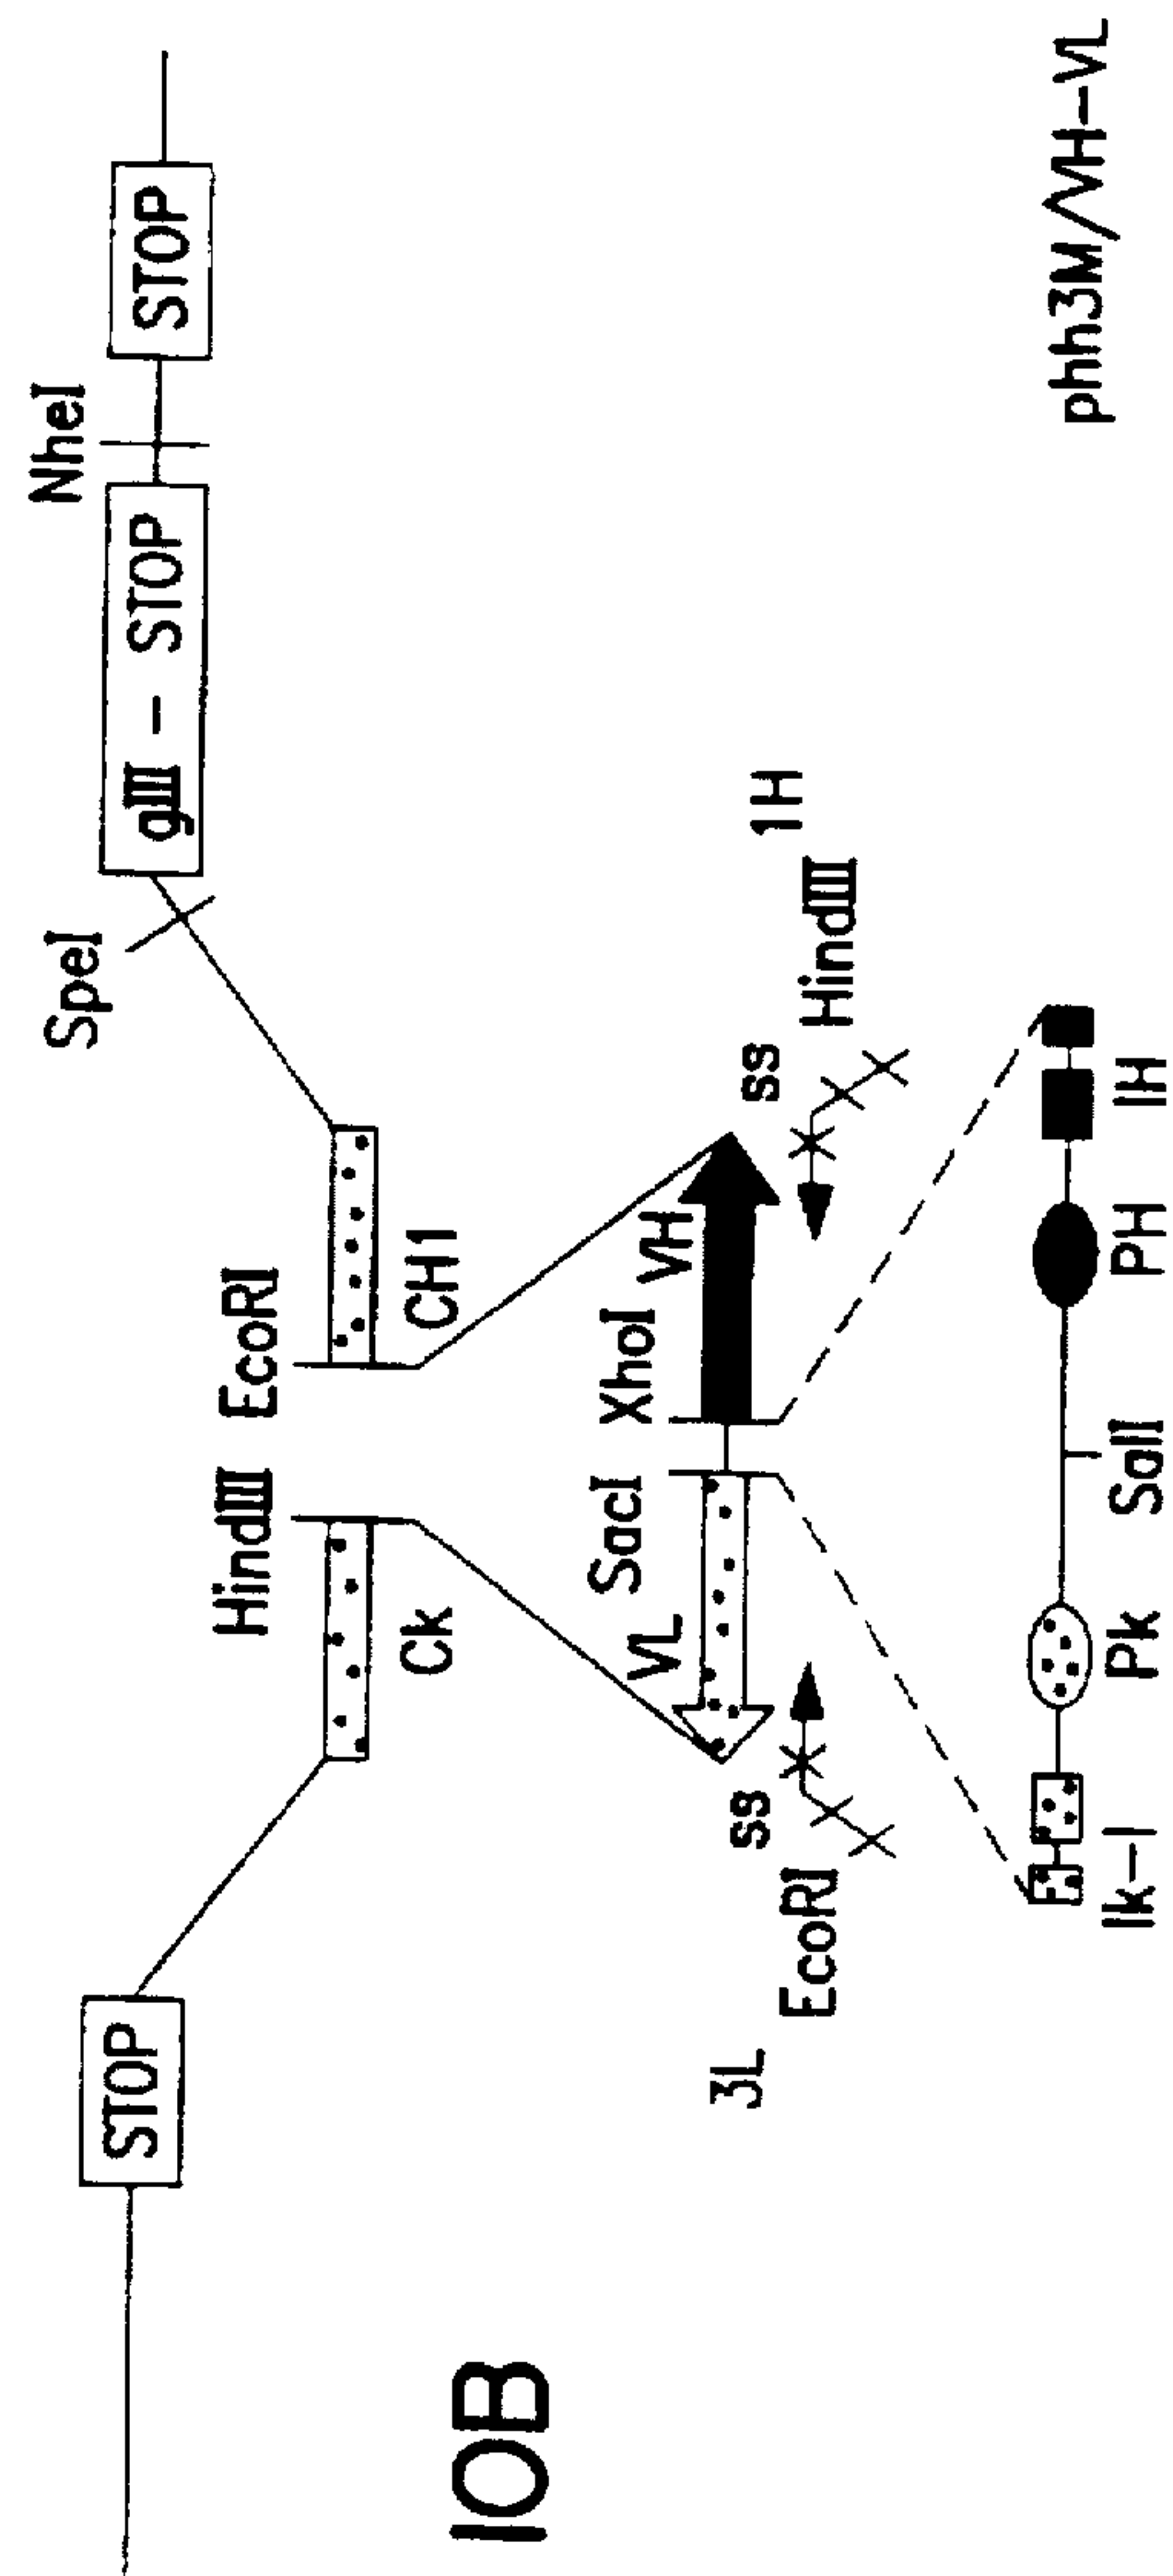 SpeI
NheI
STOP
gIII - STOP
STOP
HindIII
EcoRI
Ck
CH1
10B
SacI
XhoI
VL
VH
3L
ss
ss
1H
EcoRI
HindIII
Ik-I
Pk
SalI
PH
IH
phh3M/VH-VL